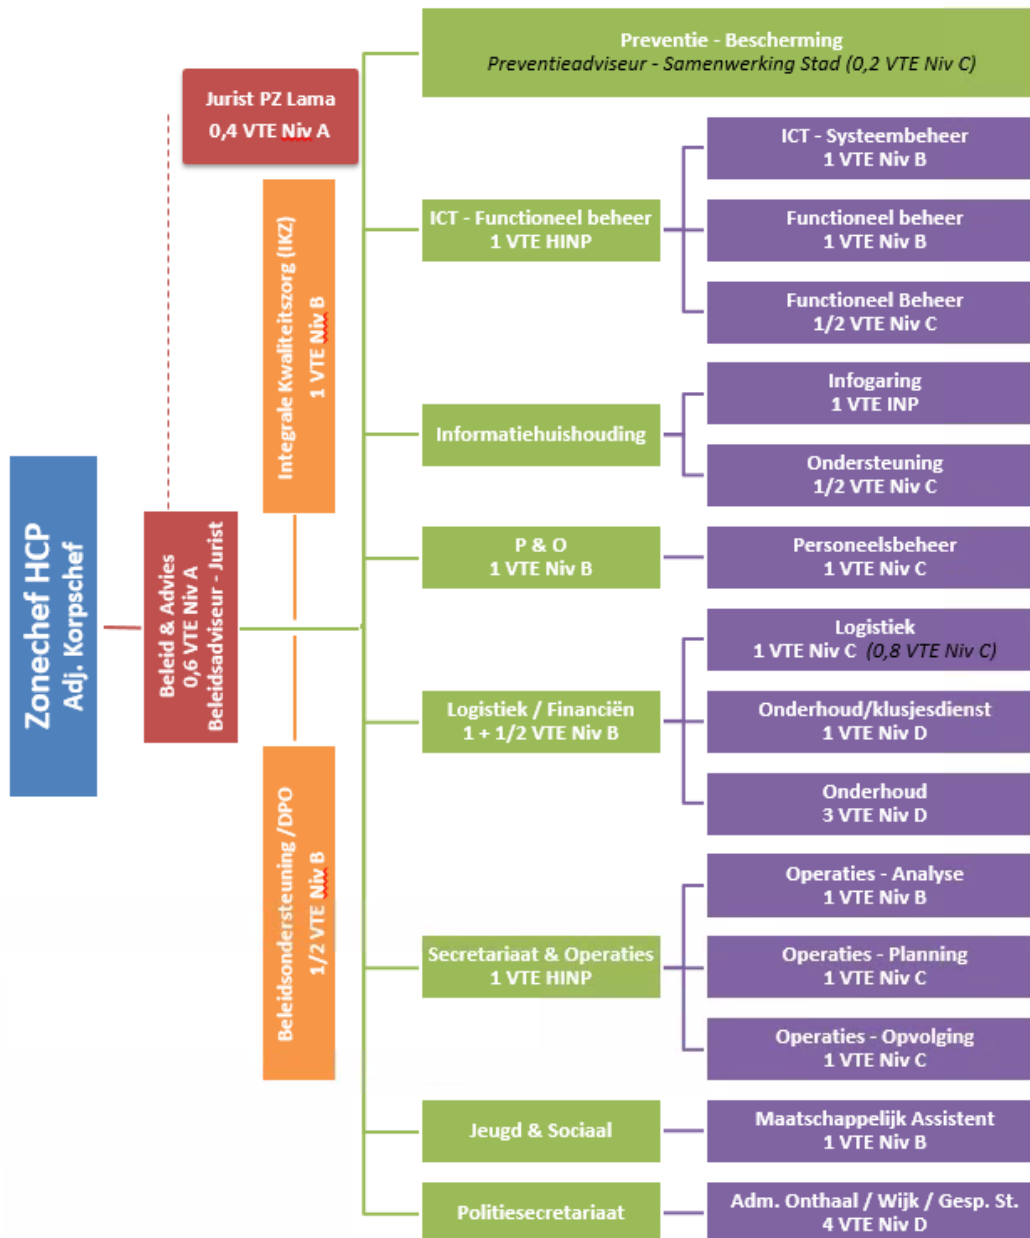 Zonechef HCP
Adj. Korpschef
Beleid & Advies
0,6 VTE Niv A
Beleidsadviseur - Jurist
Jurist PZ Lama
0,4 VTE Niv A
Integrale Kwaliteitszorg (IKZ)
1 VTE Niv B
Beleidsondersteuning /DPO
1/2 VTE Niv B
Preventie - Bescherming
Preventieadviseur - Samenwerking Stad (0,2 VTE Niv C)
ICT - Functioneel beheer
1 VTE HINP
ICT - Systeembeheer
1 VTE Niv B
Functioneel beheer
1 VTE Niv B
Functioneel Beheer
1/2 VTE Niv C
Informatiehuishouding
Infogaring
1 VTE INP
Ondersteuning
1/2 VTE Niv C
P & O
1 VTE Niv B
Personeelsbeheer
1 VTE Niv C
Logistiek / Financiën
1 + 1/2 VTE Niv B
Logistiek
1 VTE Niv C (0,8 VTE Niv C)
Onderhoud/klusjesdienst
1 VTE Niv D
Onderhoud
3 VTE Niv D
Secretariaat & Operaties
1 VTE HINP
Operaties - Analyse
1 VTE Niv B
Operaties - Planning
1 VTE Niv C
Operaties - Opvolging
1 VTE Niv C
Jeugd & Sociaal
Maatschappelijk Assistent
1 VTE Niv B
Politiesecretariaat
Adm. Onthaal / Wijk / Gesp. St.
4 VTE Niv D